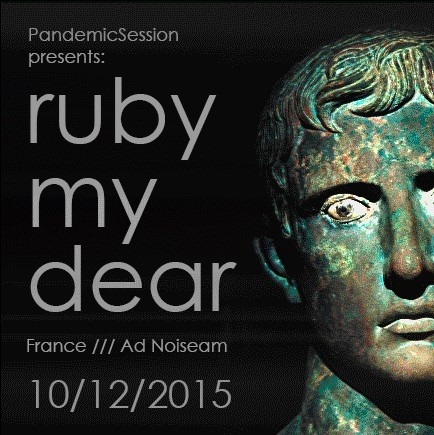 PandemicSession
presents:
ruby
my
dear
France /// Ad Noiseam
10/12/2015